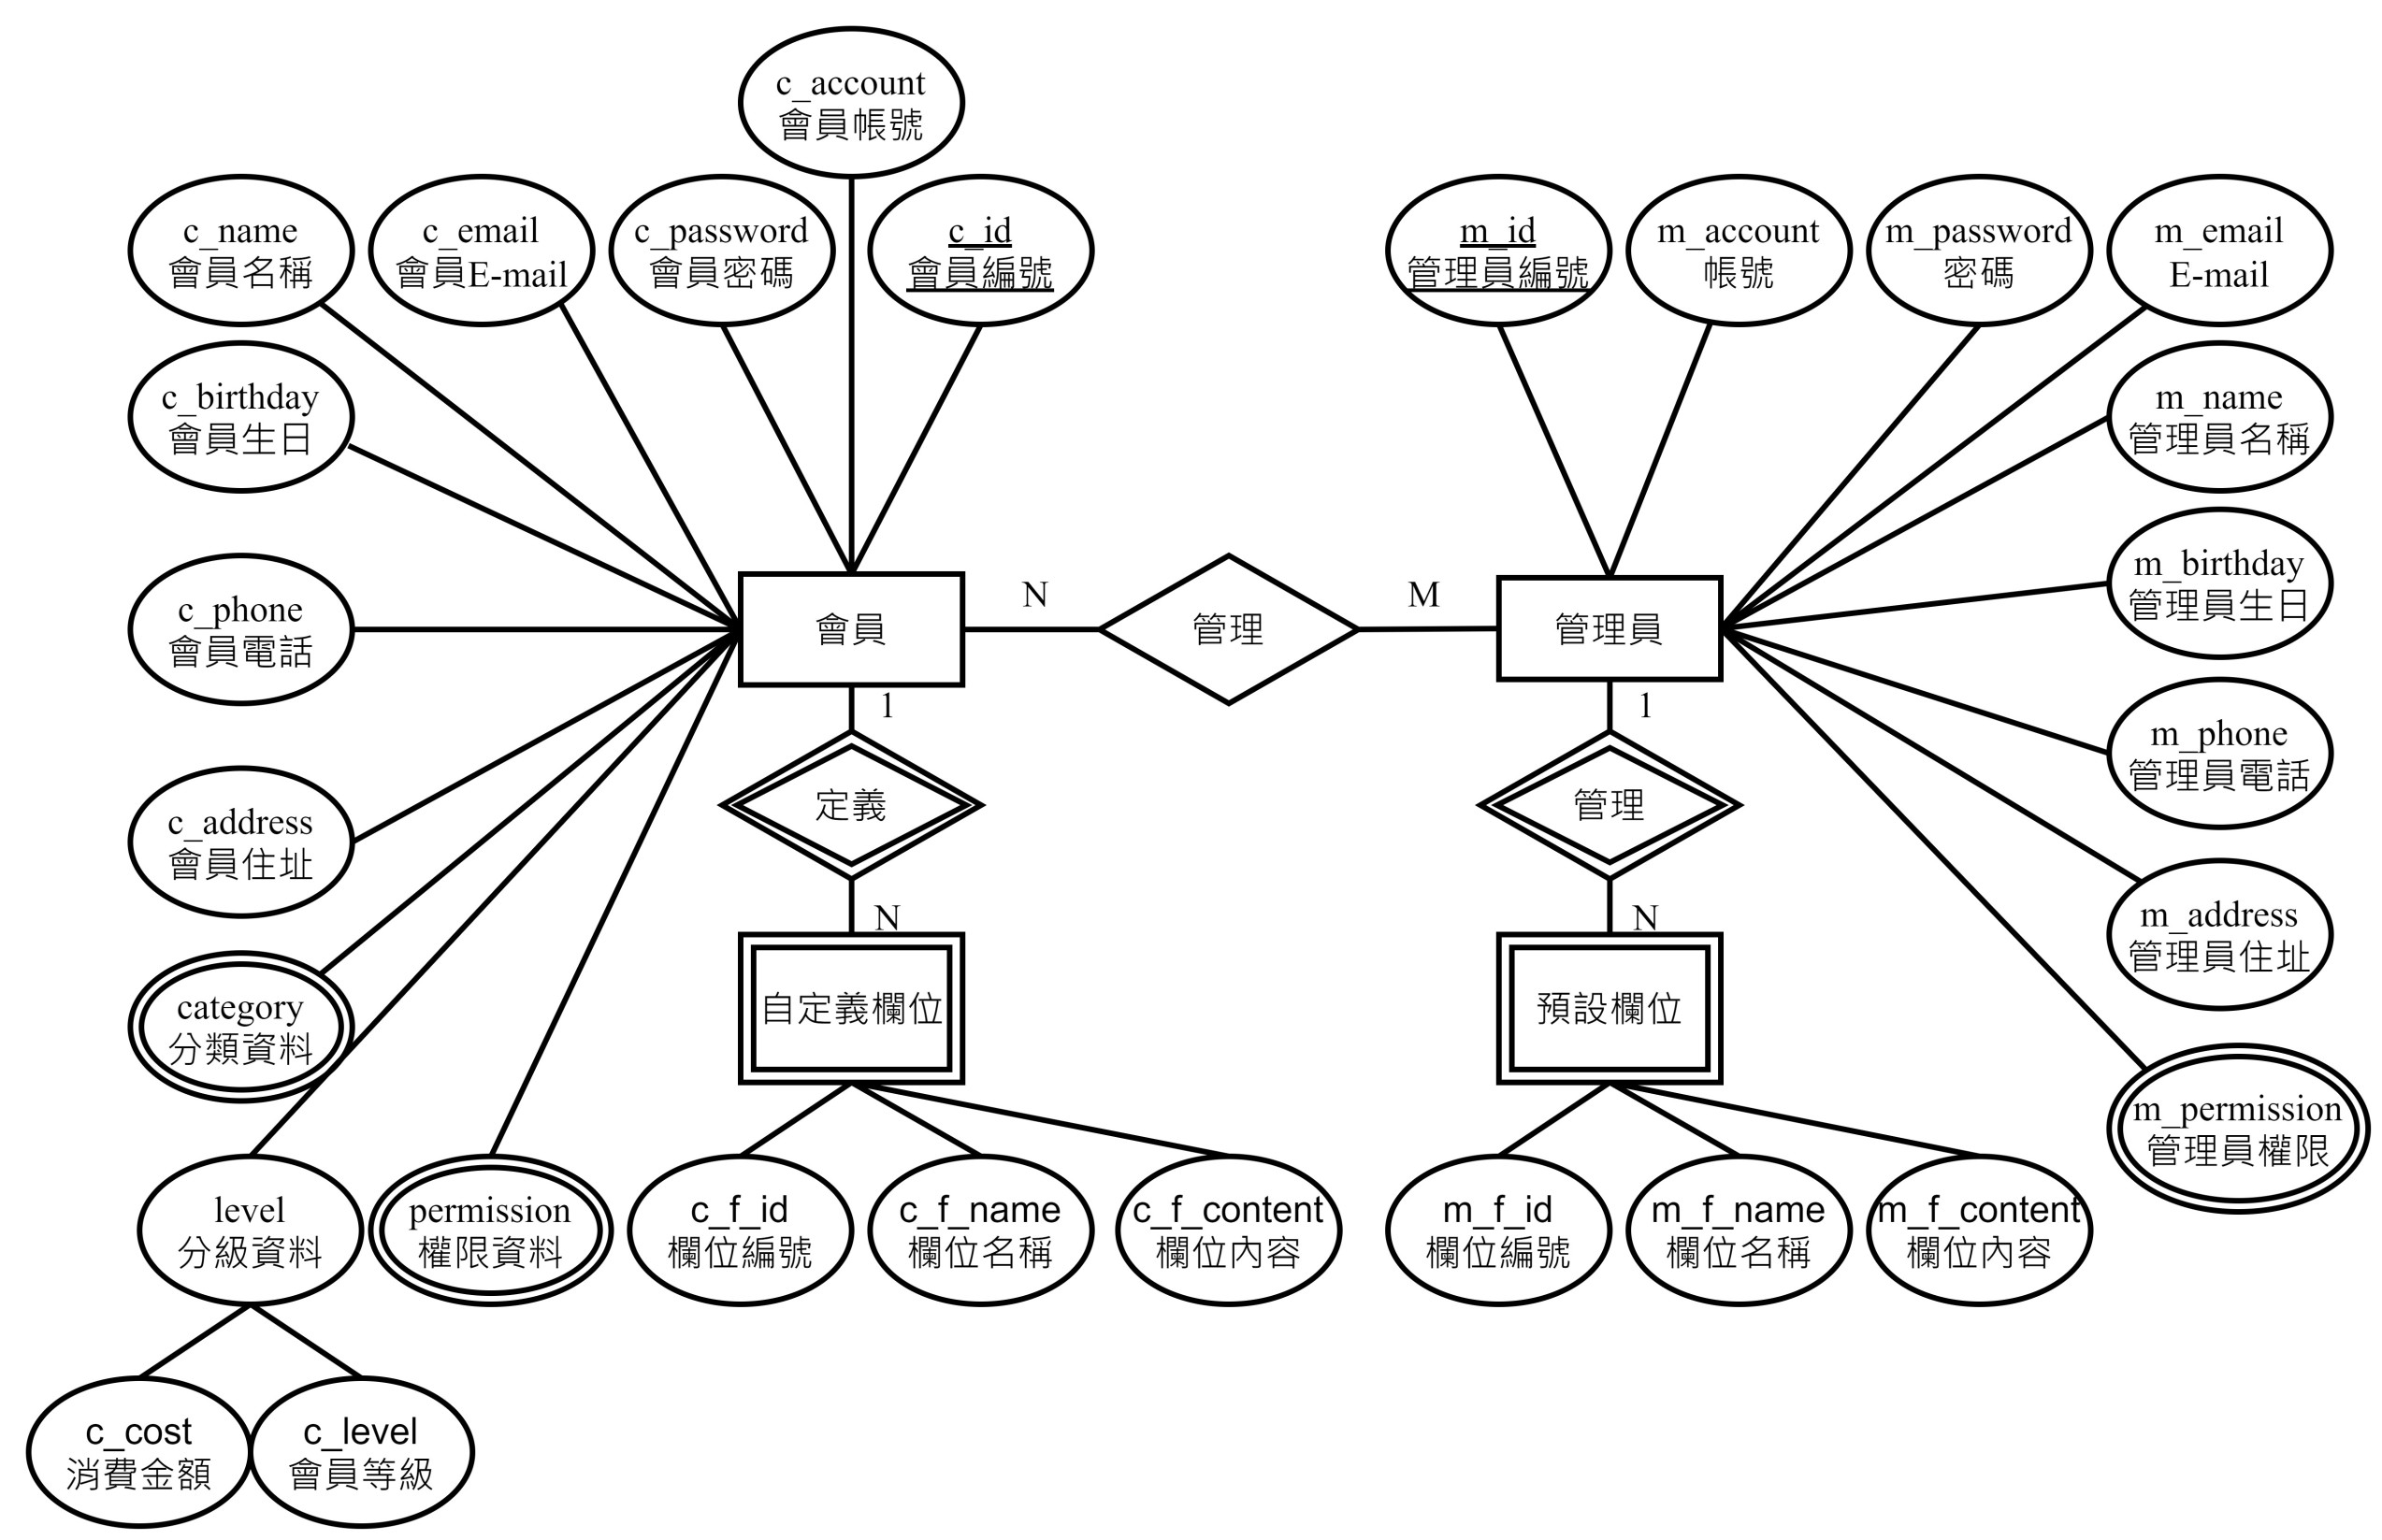 c_account
會員帳號
c_name
會員名稱
c_email
會員E-mail
c_password
會員密碼
c_id
會員編號
m_id
管理員編號
m_account
帳號
m_password
密碼
m_email
E-mail
c_birthday
會員生日
m_name
管理員名稱
m_birthday
管理員生日
c_phone
會員電話
會員
N
管理
M
管理員
1
1
m_phone
管理員電話
c_address
會員住址
定義
管理
N
N
m_address
管理員住址
category
分類資料
自定義欄位
預設欄位
m_permission
管理員權限
level
分級資料
permission
權限資料
c_f_id
欄位編號
c_f_name
欄位名稱
c_f_content
欄位內容
m_f_id
欄位編號
m_f_name
欄位名稱
m_f_content
欄位內容
c_cost
消費金額
c_level
會員等級